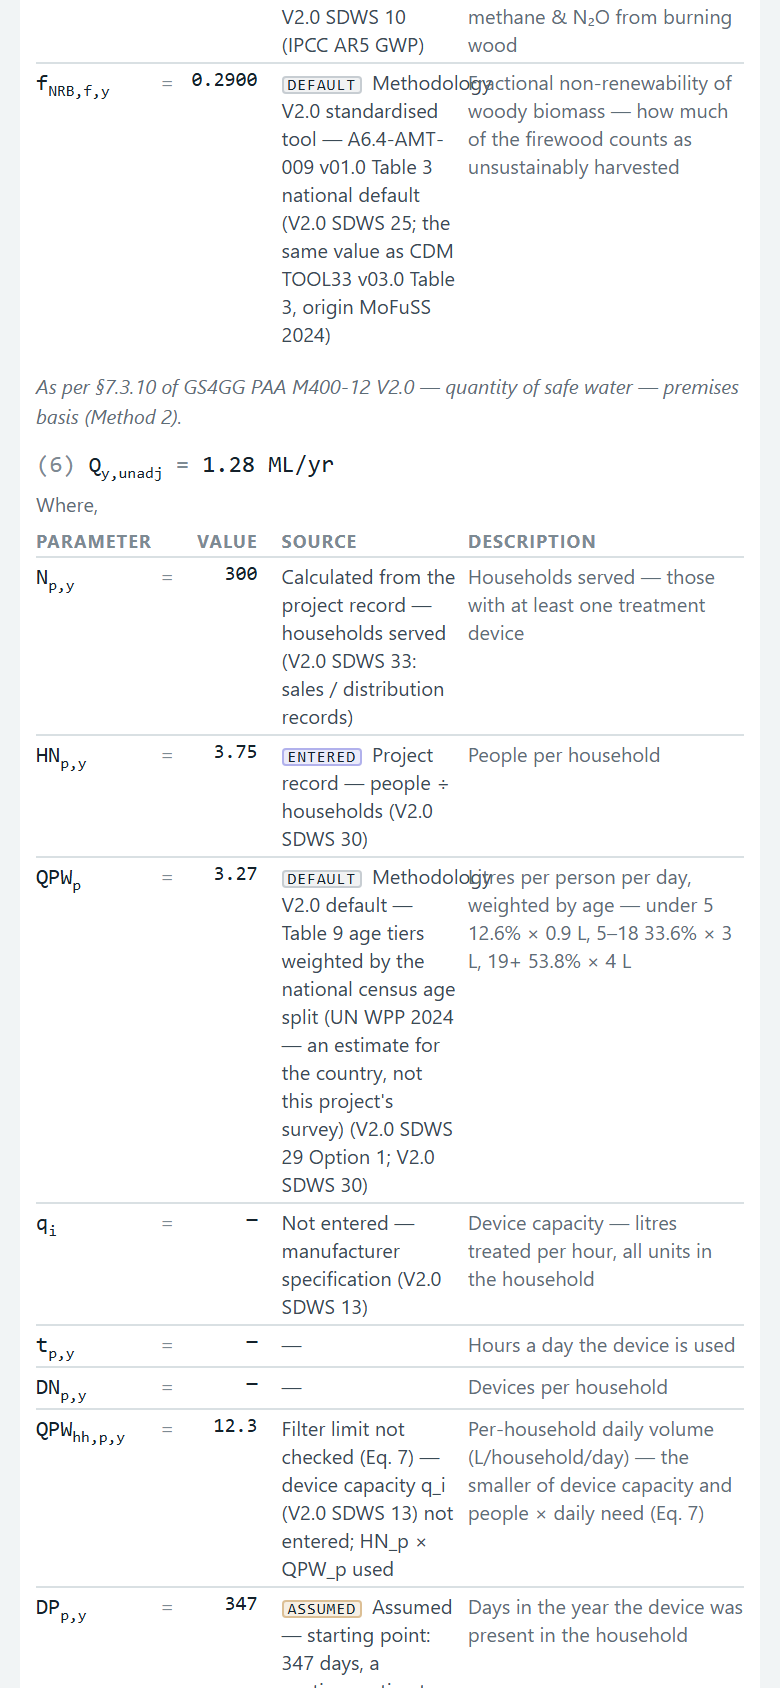 V2.0 SDWS 10 methane & N₂O from burning
(IPCC AR5 GWP) wood
f_NRB,f,y = 0.2900 DEFAULT Methodology Fractional non-renewability of
V2.0 standardised woody biomass — how much
tool — A6.4-AMT- of the firewood counts as
009 v01.0 Table 3 unsustainably harvested
national default
(V2.0 SDWS 25; the
same value as CDM
TOOL33 v03.0 Table
3, origin MoFuSS
2024)
As per §7.3.10 of GS4GG PAA M400-12 V2.0 — quantity of safe water — premises
basis (Method 2).
(6) Q_y,unadj = 1.28 ML/yr
Where,
PARAMETER VALUE SOURCE DESCRIPTION
N_p,y = 300 Calculated from the Households served — those
project record — with at least one treatment
households served device
(V2.0 SDWS 33:
sales / distribution
records)
HN_p,y = 3.75 ENTERED Project People per household
record — people ÷
households (V2.0
SDWS 30)
QPW_p = 3.27 DEFAULT Methodology Litres per person per day,
V2.0 default — weighted by age — under 5
Table 9 age tiers 12.6% × 0.9 L, 5–18 33.6% × 3
weighted by the L, 19+ 53.8% × 4 L
national census age
split (UN WPP 2024
— an estimate for
the country, not
this project's
survey) (V2.0 SDWS
29 Option 1; V2.0
SDWS 30)
q_i = — Not entered — Device capacity — litres
manufacturer treated per hour, all units in
specification (V2.0 the household
SDWS 13)
t_p,y = — — Hours a day the device is used
DN_p,y = — — Devices per household
QPW_hh,p,y = 12.3 Filter limit not Per-household daily volume
checked (Eq. 7) — (L/household/day) — the
device capacity q_i smaller of device capacity and
(V2.0 SDWS 13) not people × daily need (Eq. 7)
entered; HN_p ×
QPW_p used
DP_p,y = 347 ASSUMED Assumed Days in the year the device was
— starting point: present in the household
347 days, a